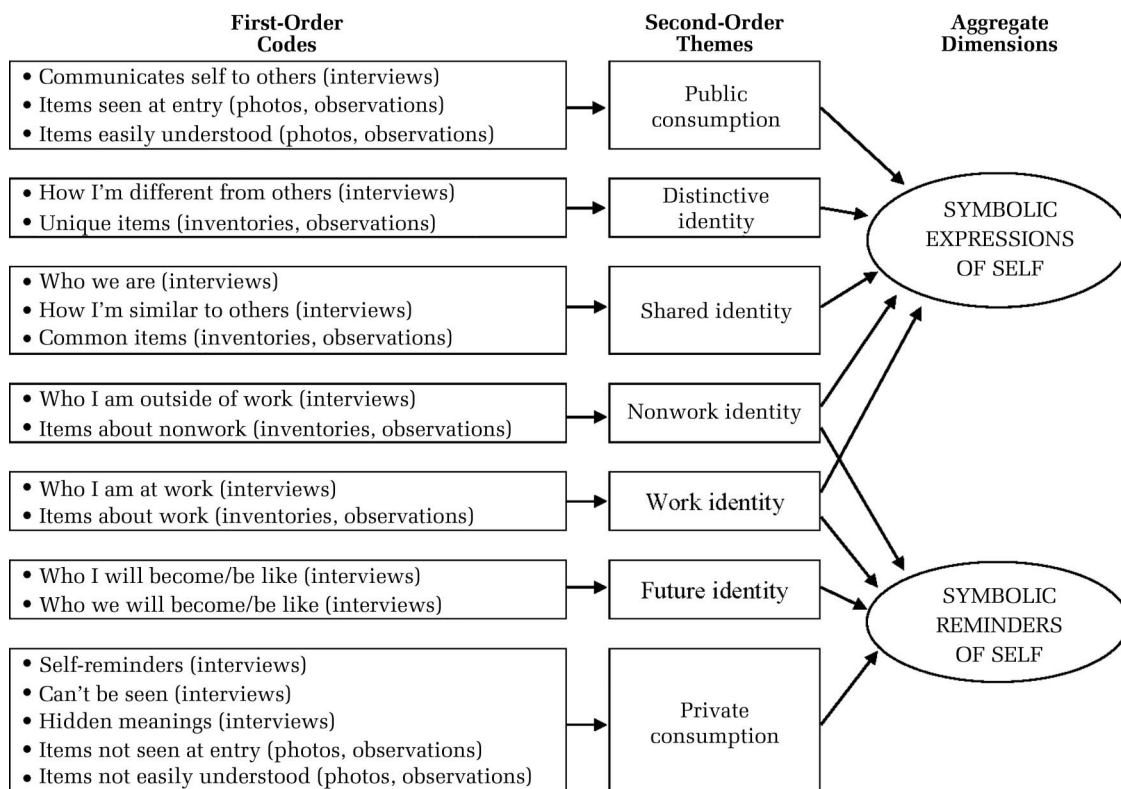 First-Order
Codes
Second-Order
Themes
Aggregate
Dimensions
• Communicates self to others (interviews)
• Items seen at entry (photos, observations)
• Items easily understood (photos, observations)
Public
consumption
• How I'm different from others (interviews)
• Unique items (inventories, observations)
Distinctive
identity
SYMBOLIC
EXPRESSIONS
OF SELF
• Who we are (interviews)
• How I'm similar to others (interviews)
• Common items (inventories, observations)
Shared identity
• Who I am outside of work (interviews)
• Items about nonwork (inventories, observations)
Nonwork identity
• Who I am at work (interviews)
• Items about work (inventories, observations)
Work identity
• Who I will become/be like (interviews)
• Who we will become/be like (interviews)
Future identity
SYMBOLIC
REMINDERS
OF SELF
• Self-reminders (interviews)
• Can't be seen (interviews)
• Hidden meanings (interviews)
• Items not seen at entry (photos, observations)
• Items not easily understood (photos, observations)
Private
consumption